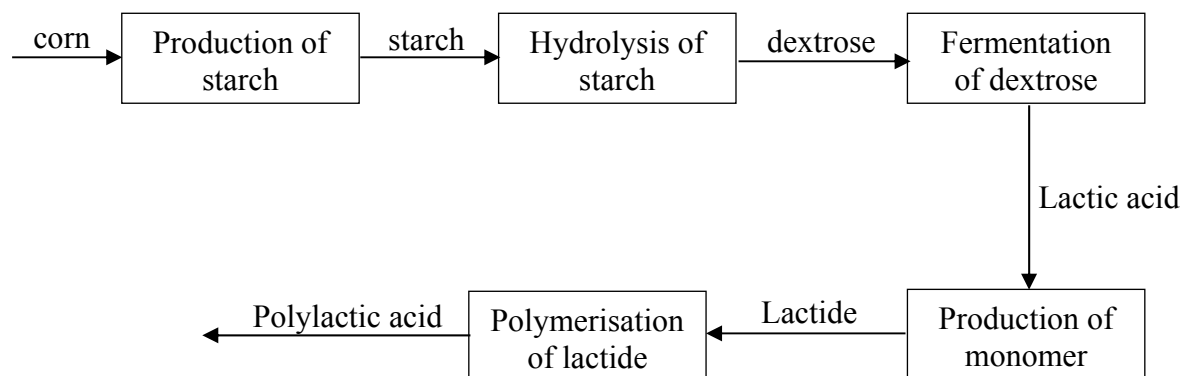 corn
Production of
starch
starch
Hydrolysis of
starch
dextrose
Fermentation
of dextrose
Lactic acid
Production of
monomer
Lactide
Polymerisation
of lactide
Polylactic acid